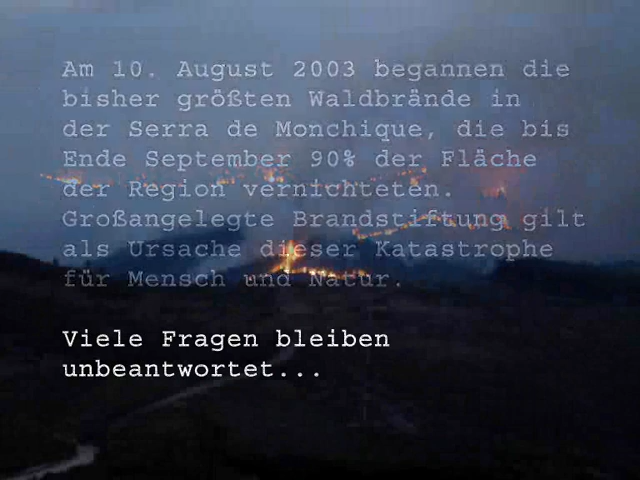 Am 10. August 2003 begannen die
bisher größten Waldbrände in
der Serra de Monchique, die bis
Ende September 90% der Fläche
der Region vernichteten.
Großangelegte Brandstiftung gilt
als Ursache dieser Katastrophe
für Mensch und Natur.
Viele Fragen bleiben
unbeantwortet...